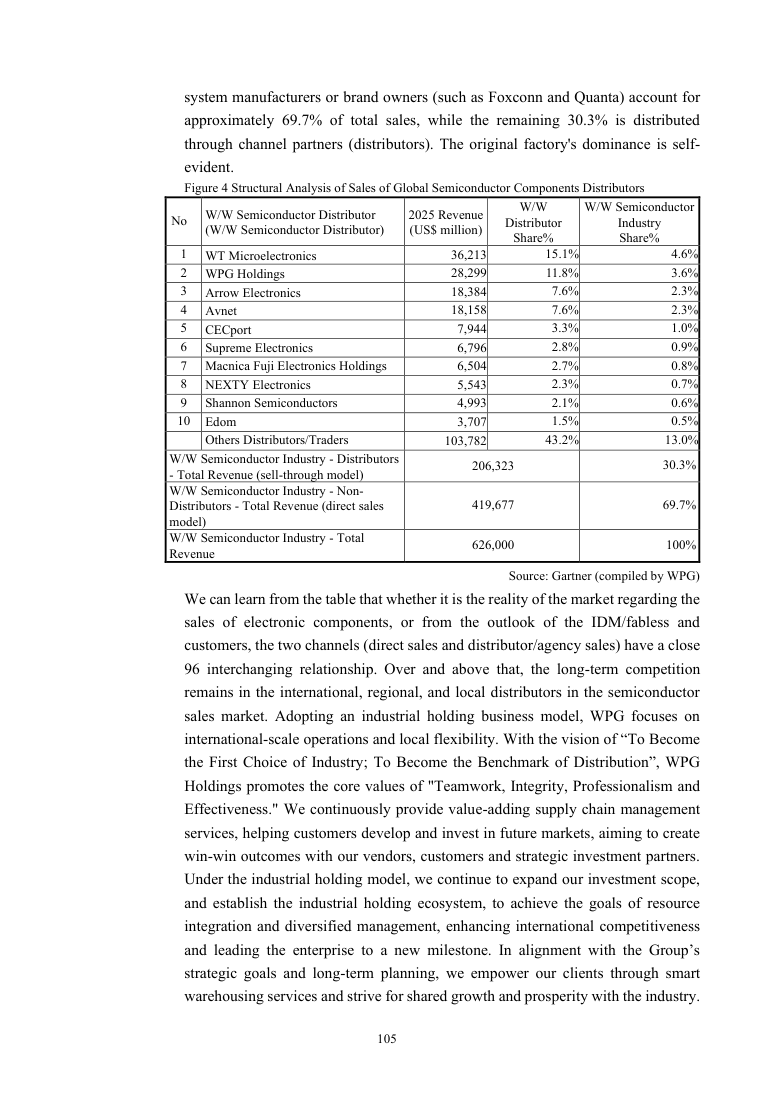 system manufacturers or brand owners (such as Foxconn and Quanta) account for
approximately 69.7% of total sales, while the remaining 30.3% is distributed
through channel partners (distributors). The original factory's dominance is self-
evident.
Figure 4 Structural Analysis of Sales of Global Semiconductor Components Distributors
No W/W Semiconductor Distributor (W/W Semiconductor Distributor) 2025 Revenue (US$ million) W/W Distributor Share% W/W Semiconductor Industry Share%
1 WT Microelectronics 36,213 15.1% 4.6%
2 WPG Holdings 28,299 11.8% 3.6%
3 Arrow Electronics 18,384 7.6% 2.3%
4 Avnet 18,158 7.6% 2.3%
5 CECport 7,944 3.3% 1.0%
6 Supreme Electronics 6,796 2.8% 0.9%
7 Macnica Fuji Electronics Holdings 6,504 2.7% 0.8%
8 NEXTY Electronics 5,543 2.3% 0.7%
9 Shannon Semiconductors 4,993 2.1% 0.6%
10 Edom 3,707 1.5% 0.5%
Others Distributors/Traders 103,782 43.2% 13.0%
W/W Semiconductor Industry - Distributors
- Total Revenue (sell-through model) 206,323 30.3%
W/W Semiconductor Industry - Non-
Distributors - Total Revenue (direct sales
model) 419,677 69.7%
W/W Semiconductor Industry - Total
Revenue 626,000 100%
Source: Gartner (compiled by WPG)
We can learn from the table that whether it is the reality of the market regarding the
sales of electronic components, or from the outlook of the IDM/fabless and
customers, the two channels (direct sales and distributor/agency sales) have a close
96 interchanging relationship. Over and above that, the long-term competition
remains in the international, regional, and local distributors in the semiconductor
sales market. Adopting an industrial holding business model, WPG focuses on
international-scale operations and local flexibility. With the vision of “To Become
the First Choice of Industry; To Become the Benchmark of Distribution”, WPG
Holdings promotes the core values of "Teamwork, Integrity, Professionalism and
Effectiveness." We continuously provide value-adding supply chain management
services, helping customers develop and invest in future markets, aiming to create
win-win outcomes with our vendors, customers and strategic investment partners.
Under the industrial holding model, we continue to expand our investment scope,
and establish the industrial holding ecosystem, to achieve the goals of resource
integration and diversified management, enhancing international competitiveness
and leading the enterprise to a new milestone. In alignment with the Group’s
strategic goals and long-term planning, we empower our clients through smart
warehousing services and strive for shared growth and prosperity with the industry.
105